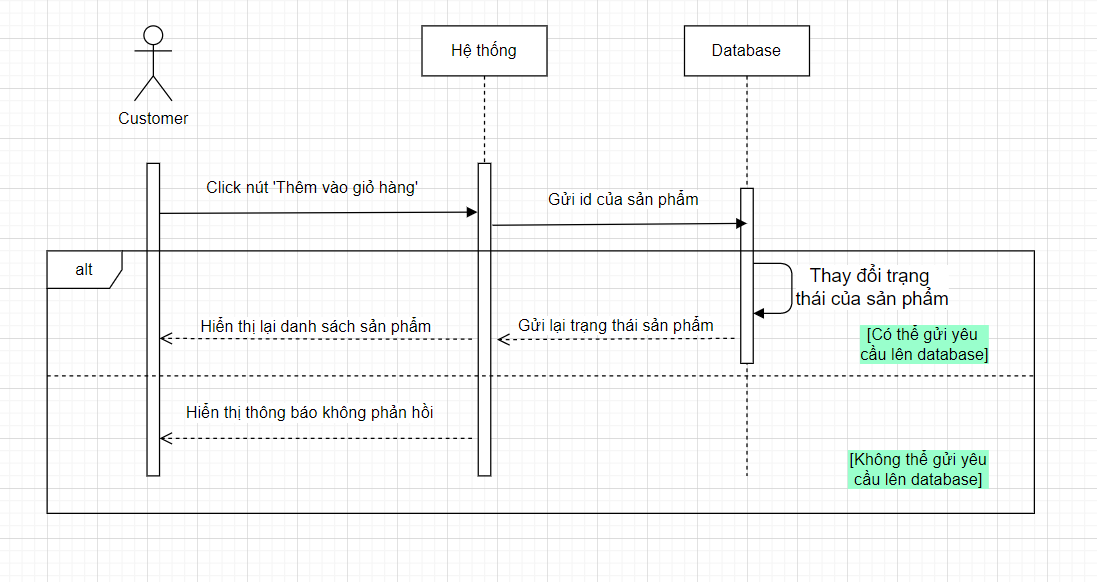 Hệ thống
Database
Customer
Click nút 'Thêm vào giỏ hàng'
Gửi id của sản phẩm
alt
Thay đổi trạng
thái của sản phẩm
Hiển thị lại danh sách sản phẩm
Gửi lại trạng thái sản phẩm
[Có thể gửi yêu
cầu lên database]
Hiển thị thông báo không phản hồi
[Không thể gửi yêu
cầu lên database]